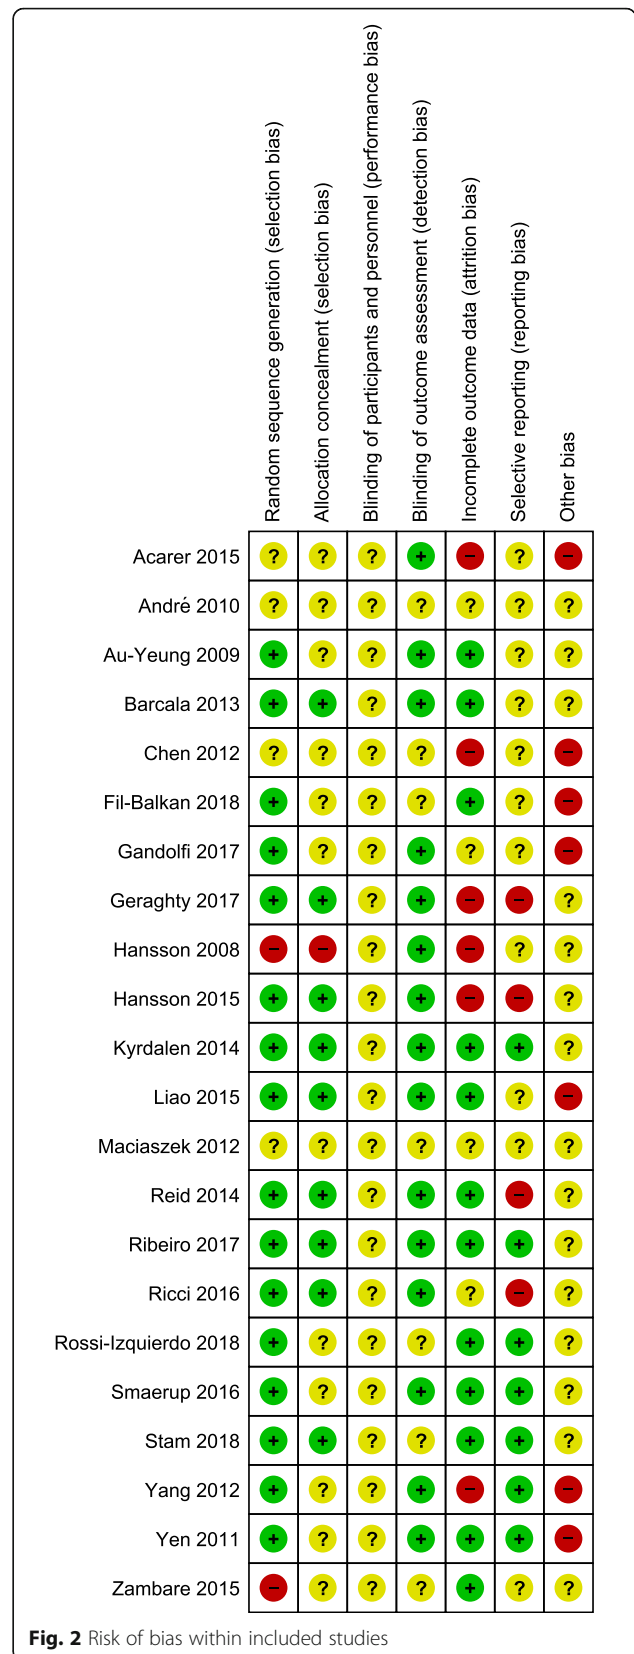 Random sequence generation (selection bias)
Allocation concealment (selection bias)
Blinding of participants and personnel (performance bias)
Blinding of outcome assessment (detection bias)
Incomplete outcome data (attrition bias)
Selective reporting (reporting bias)
Other bias
Acarer 2015 ? ? ? + − ? −
André 2010 ? ? ? ? ? ? ?
Au-Yeung 2009 + ? ? + + ? ?
Barcala 2013 + + ? + + ? ?
Chen 2012 ? ? ? ? − ? −
Fil-Balkan 2018 + ? ? ? + ? −
Gandolfi 2017 + ? ? + ? ? −
Geraghty 2017 + + ? + − − ?
Hansson 2008 − − ? + − ? ?
Hansson 2015 + + ? + − − ?
Kyrdalen 2014 + + ? + + + ?
Liao 2015 + + ? + + ? −
Maciaszek 2012 ? ? ? ? ? ? ?
Reid 2014 + + ? + + − ?
Ribeiro 2017 + + ? + + + ?
Ricci 2016 + + ? + ? − ?
Rossi-Izquierdo 2018 + ? ? ? + + ?
Smaerup 2016 + ? ? + + + ?
Stam 2018 + + ? ? + + ?
Yang 2012 + ? ? + − + −
Yen 2011 + ? ? + + + −
Zambare 2015 − ? ? ? + ? ?
Fig. 2 Risk of bias within included studies